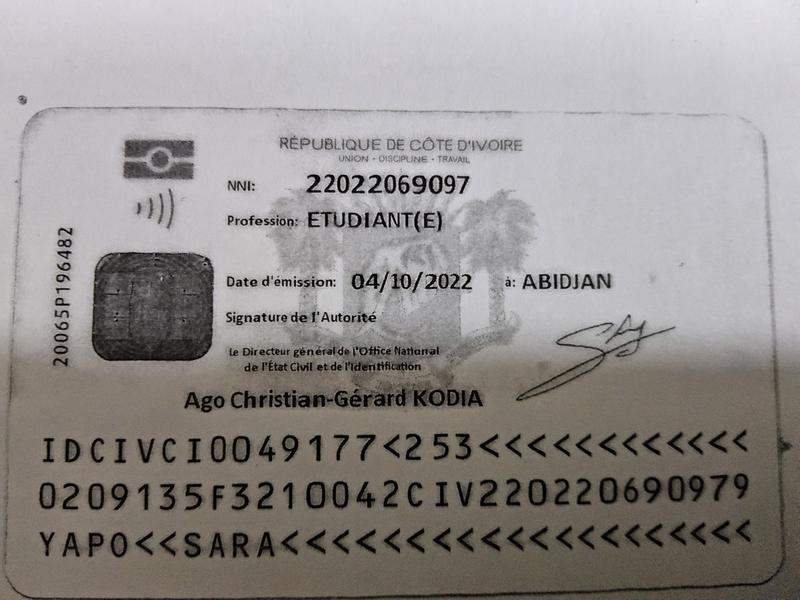 RÉPUBLIQUE DE CÔTE D'IVOIRE
UNION - DISCIPLINE - TRAVAIL
NNI: 22022069097
Profession: ETUDIANT(E)
Date d'émission: 04/10/2022 à: ABIDJAN
Signature de l'Autorité
Le Directeur général de l'Office National
de l'État Civil et de l'Identification
Ago Christian-Gérard KODIA
20065P196482
IDCIVCI0049177<253<<<<<<<<<<<<
0209135F3210042CIV220220690979
YAPO<<SARA<<<<<<<<<<<<<<<<<<<<